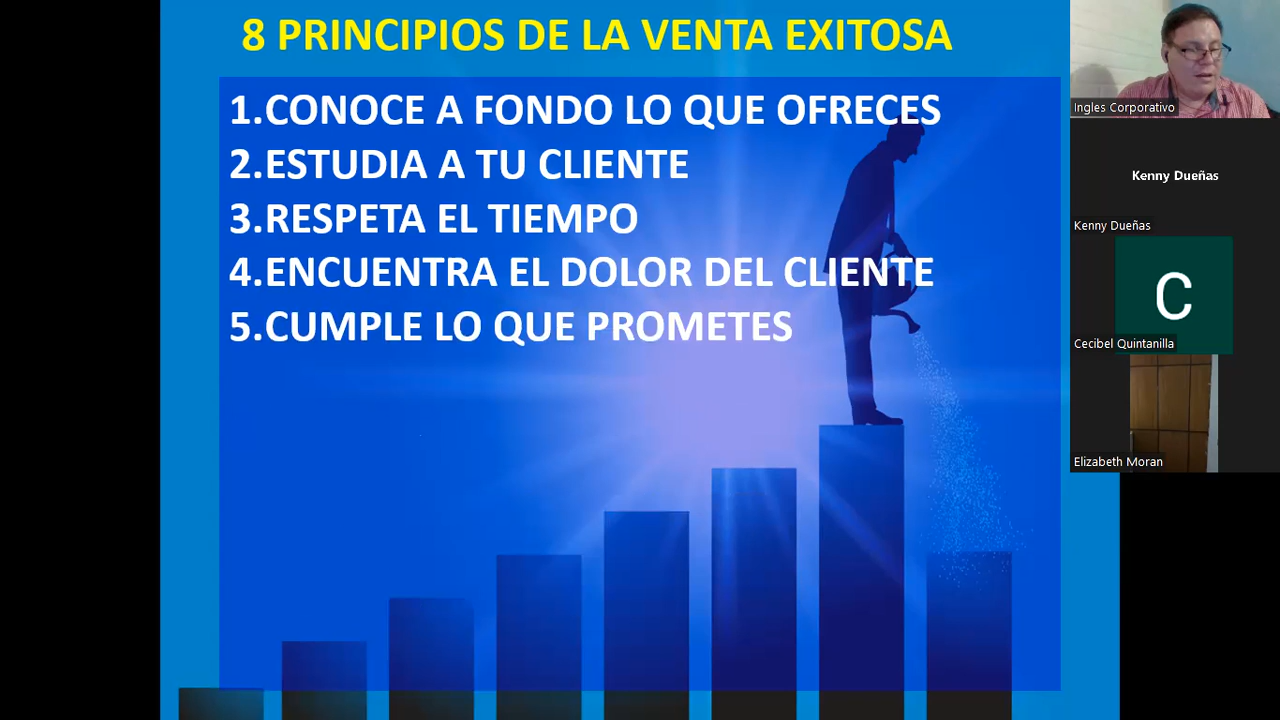 8 PRINCIPIOS DE LA VENTA EXITOSA
1.CONOCE A FONDO LO QUE OFRECES
2.ESTUDIA A TU CLIENTE
3.RESPETA EL TIEMPO
4.ENCUENTRA EL DOLOR DEL CLIENTE
5.CUMPLE LO QUE PROMETES
Ingles Corporativo
Kenny Dueñas
Kenny Dueñas
C
Cecibel Quintanilla
Elizabeth Moran